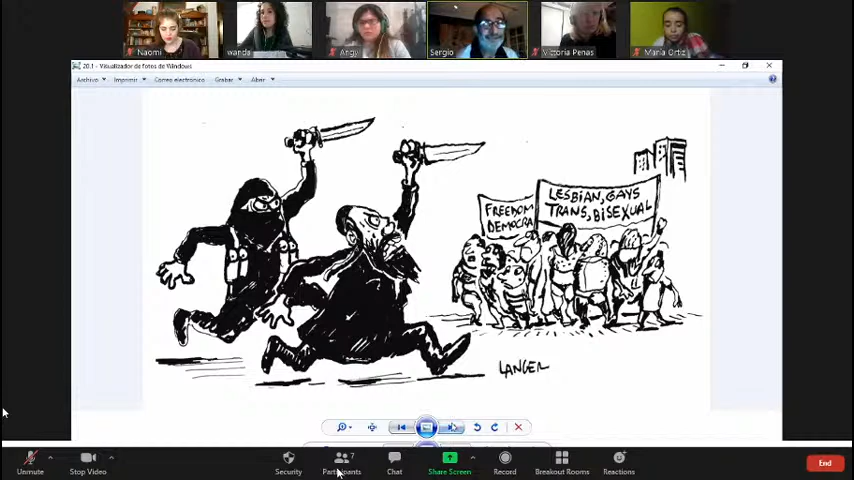 Naomi
wanda
Angy
Sergio
Victoria Penas
Maria Ortiz
20.1 - Visualizador de fotos de Windows
Archivo
Imprimir
Correo electrónico
Grabar
Abrir
FREEDOM
DEMOCRA
LESBIAN, GAYS
TRANS, BISEXUAL
LANGER
Unmute
Stop Video
Security
Participants
7
Chat
Share Screen
Record
Breakout Rooms
Reactions
End